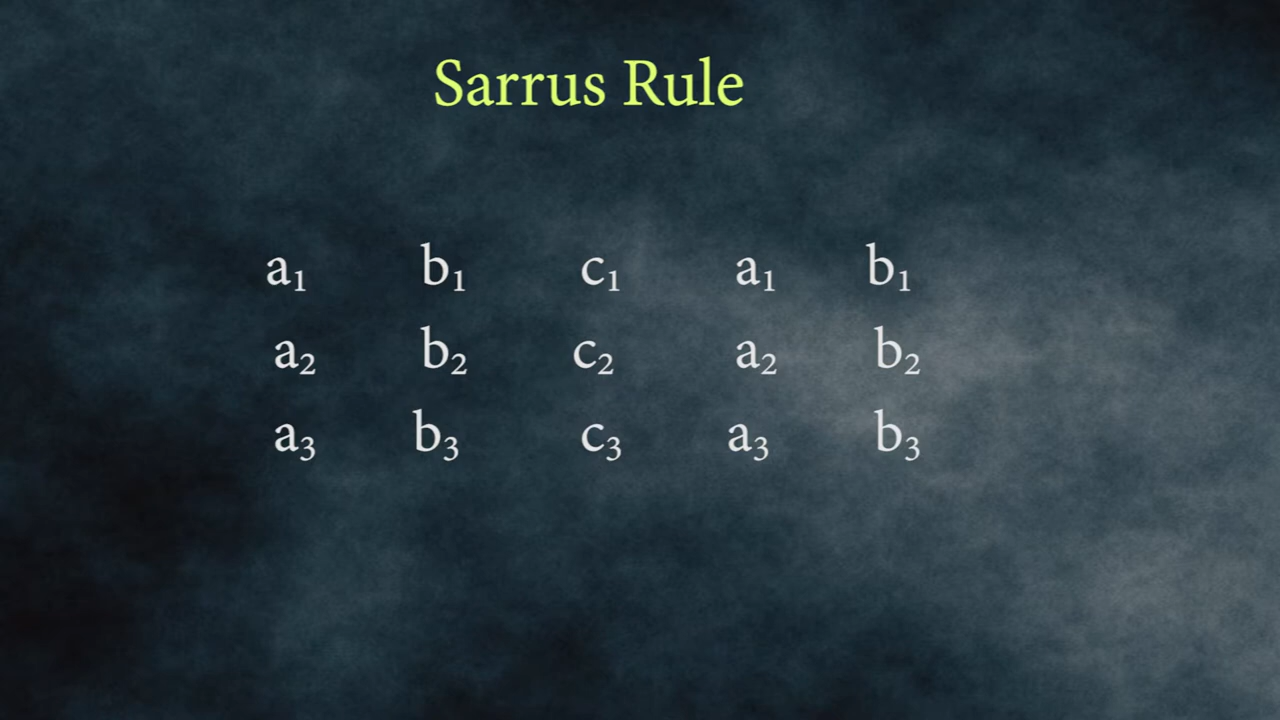 Sarrus Rule
a₁ b₁ c₁ a₁ b₁
a₂ b₂ c₂ a₂ b₂
a₃ b₃ c₃ a₃ b₃